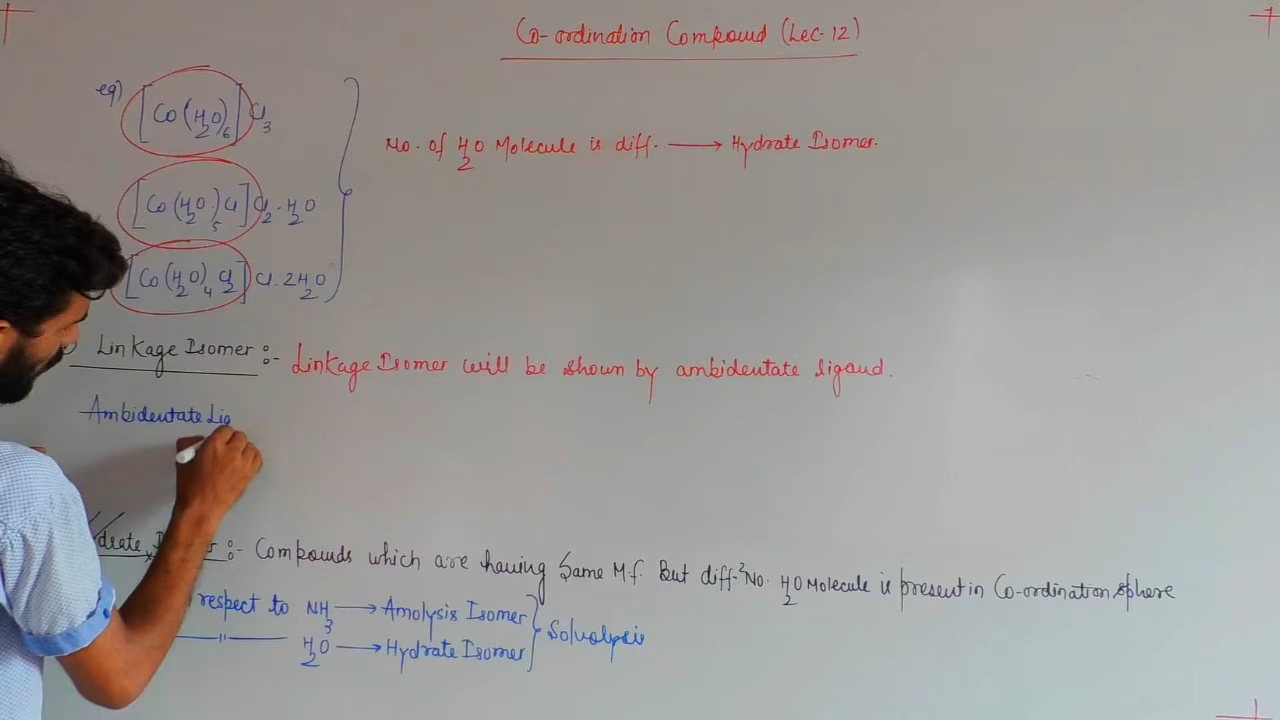 Co-ordination Compound (Lec-12)
eg) [Co(H2O)6]Cl3
[Co(H2O)5Cl]Cl2.H2O
[Co(H2O)4Cl2]Cl.2H2O
No. of H2O Molecule is diff. ⟶ Hydrate Isomer.
Linkage Isomer :- Linkage Isomer will be shown by ambidentate ligand.
Ambidentate Lig
drate Isomer :- Compounds which are having Same M.f. But diff. No. H2O Molecule is present in Co-ordination sphere
respect to NH3 ⟶ Amolysis Isomer
—— 11 —— H2O ⟶ Hydrate Isomer
Solvolysis